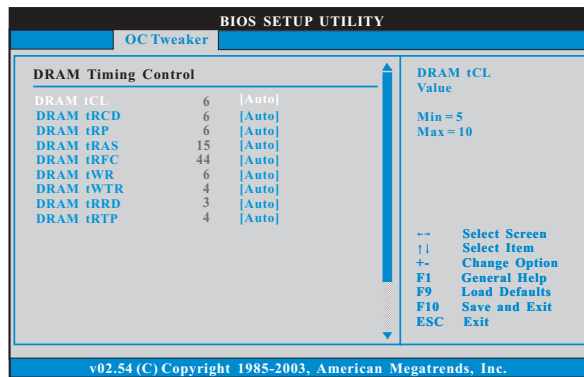 BIOS SETUP UTILITY
OC Tweaker
DRAM Timing Control
DRAM tCL 6 [Auto]
DRAM tRCD 6 [Auto]
DRAM tRP 6 [Auto]
DRAM tRAS 15 [Auto]
DRAM tRFC 44 [Auto]
DRAM tWR 6 [Auto]
DRAM tWTR 4 [Auto]
DRAM tRRD 3 [Auto]
DRAM tRTP 4 [Auto]
DRAM tCL
Value
Min = 5
Max = 10
←→ Select Screen
↑↓ Select Item
+- Change Option
F1 General Help
F9 Load Defaults
F10 Save and Exit
ESC Exit
v02.54 (C) Copyright 1985-2003, American Megatrends, Inc.